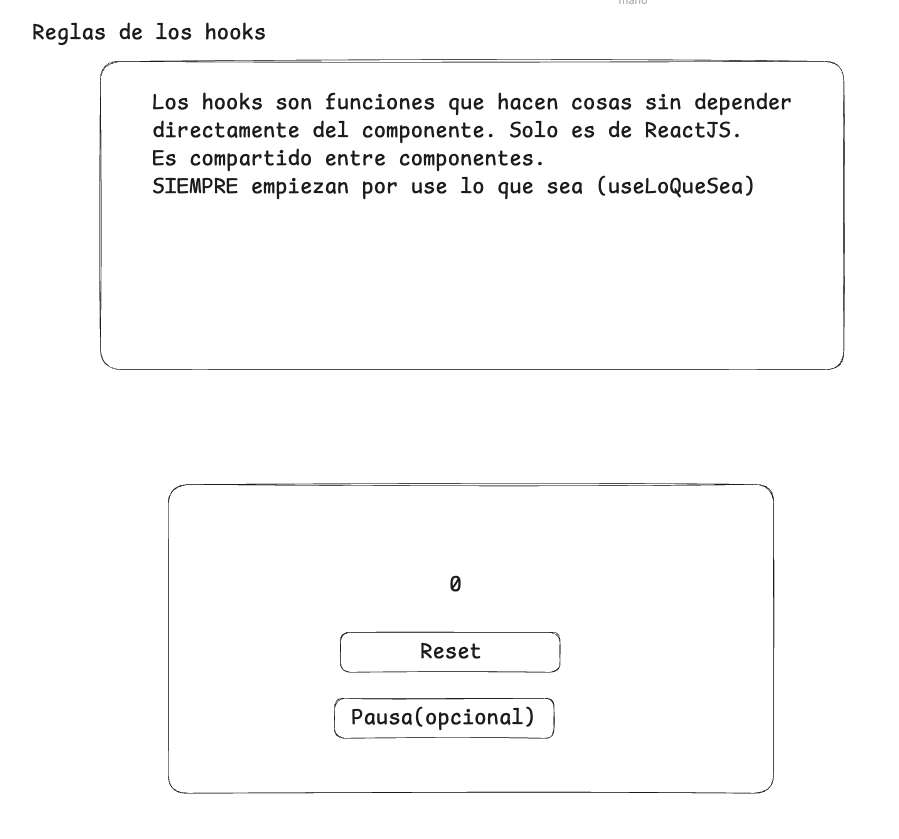 mano
Reglas de los hooks
Los hooks son funciones que hacen cosas sin depender
directamente del componente. Solo es de ReactJS.
Es compartido entre componentes.
SIEMPRE empiezan por use lo que sea (useLoQueSea)
0
Reset
Pausa(opcional)